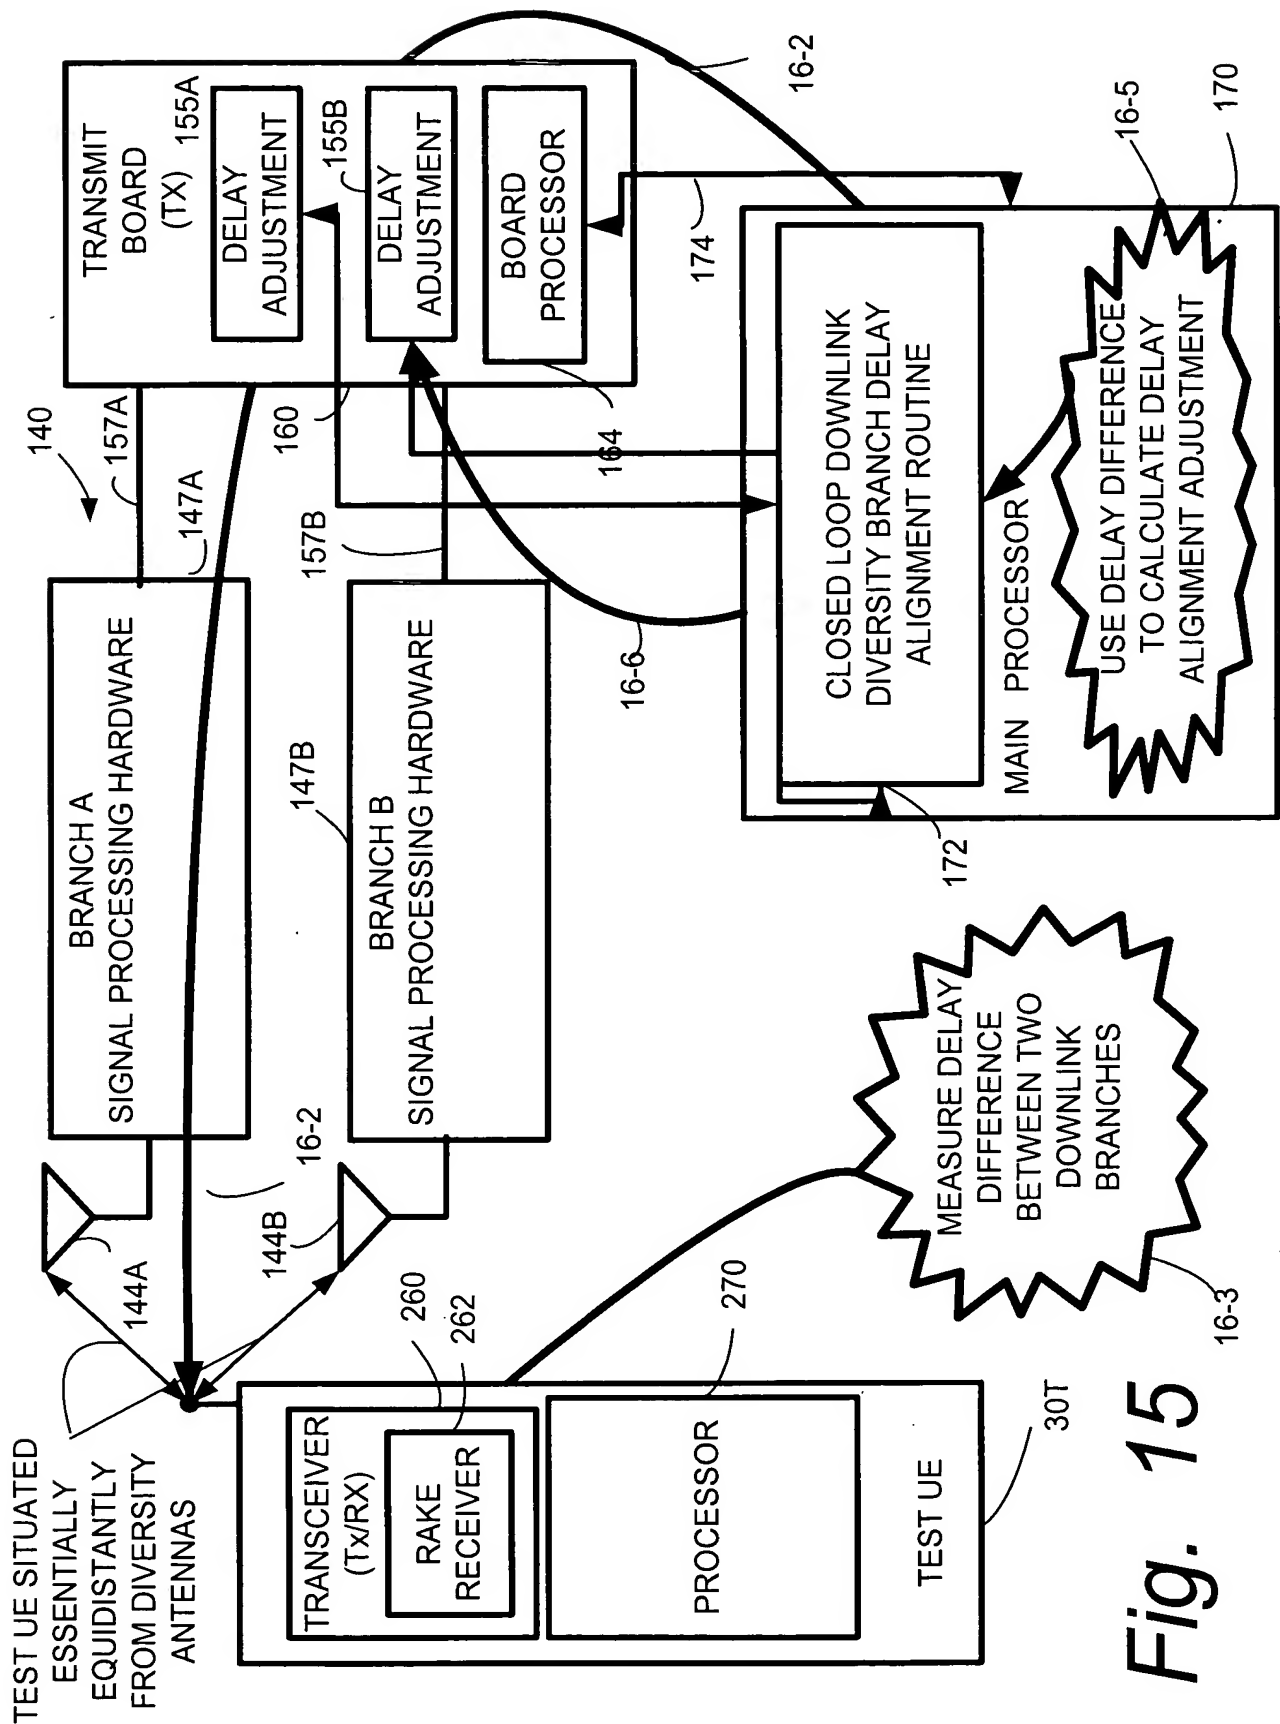 TEST UE SITUATED
ESSENTIALLY
EQUIDISTANTLY
FROM DIVERSITY
ANTENNAS
144A
144B
16-2
BRANCH A
SIGNAL PROCESSING HARDWARE
147A
157A
140
BRANCH B
SIGNAL PROCESSING HARDWARE
147B
157B
TRANSMIT
BOARD
(TX)
155A
DELAY
ADJUSTMENT
155B
DELAY
ADJUSTMENT
BOARD
PROCESSOR
160
164
16-2
174
16-6
TRANSCEIVER
(Tx/RX)
RAKE
RECEIVER
260
262
PROCESSOR
270
TEST UE
30T
MEASURE DELAY
DIFFERENCE
BETWEEN TWO
DOWNLINK
BRANCHES
16-3
CLOSED LOOP DOWNLINK
DIVERSITY BRANCH DELAY
ALIGNMENT ROUTINE
172
MAIN PROCESSOR
USE DELAY DIFFERENCE
TO CALCULATE DELAY
ALIGNMENT ADJUSTMENT
16-5
170
Fig. 15